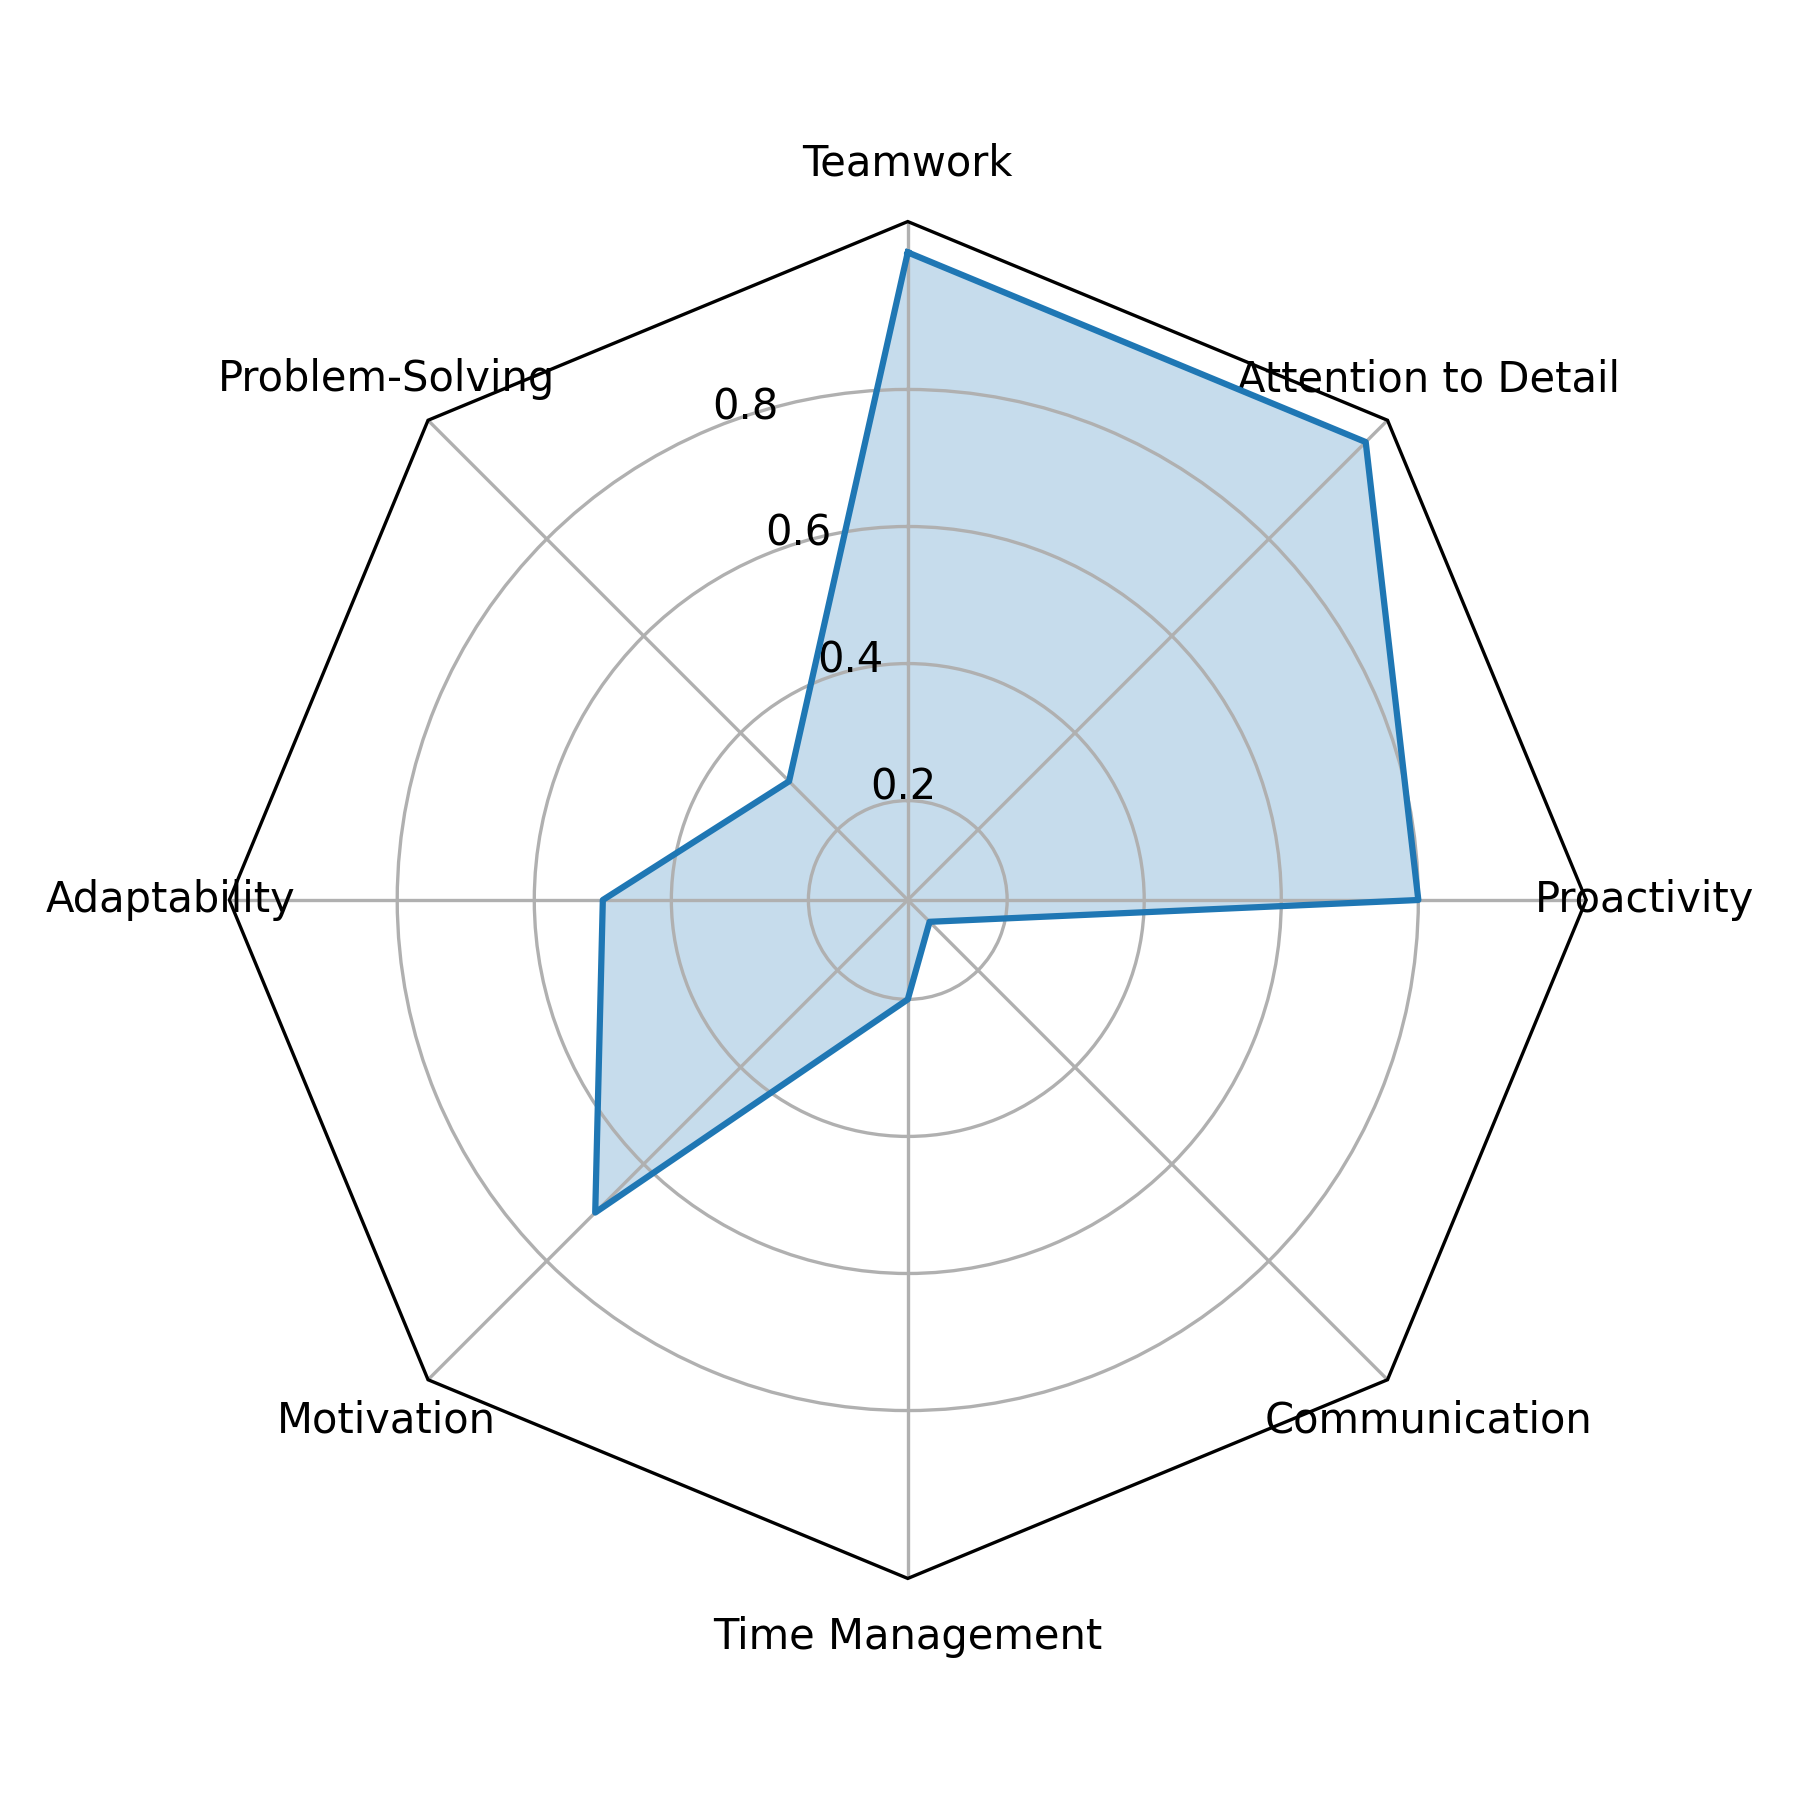 Teamwork
Problem-Solving
Attention to Detail
0.8
0.6
0.4
0.2
Adaptability
Proactivity
Motivation
Communication
Time Management